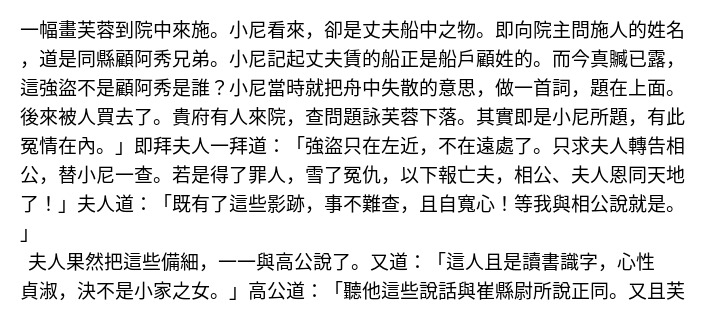 一幅畫芙蓉到院中來施。小尼看來，卻是丈夫船中之物。即向院主問施人的姓名
，道是同縣顧阿秀兄弟。小尼記起丈夫賃的船正是船戶顧姓的。而今真贓已露，
這強盜不是顧阿秀是誰？小尼當時就把舟中失散的意思，做一首詞，題在上面。
後來被人買去了。貴府有人來院，查問題詠芙蓉下落。其實即是小尼所題，有此
冤情在內。」即拜夫人一拜道：「強盜只在左近，不在遠處了。只求夫人轉告相
公，替小尼一查。若是得了罪人，雪了冤仇，以下報亡夫，相公、夫人恩同天地
了！」夫人道：「既有了這些影跡，事不難查，且自寬心！等我與相公說就是。
」
夫人果然把這些備細，一一與高公說了。又道：「這人且是讀書識字，心性
貞淑，決不是小家之女。」高公道：「聽他這些說話與崔縣尉所說正同。又且芙